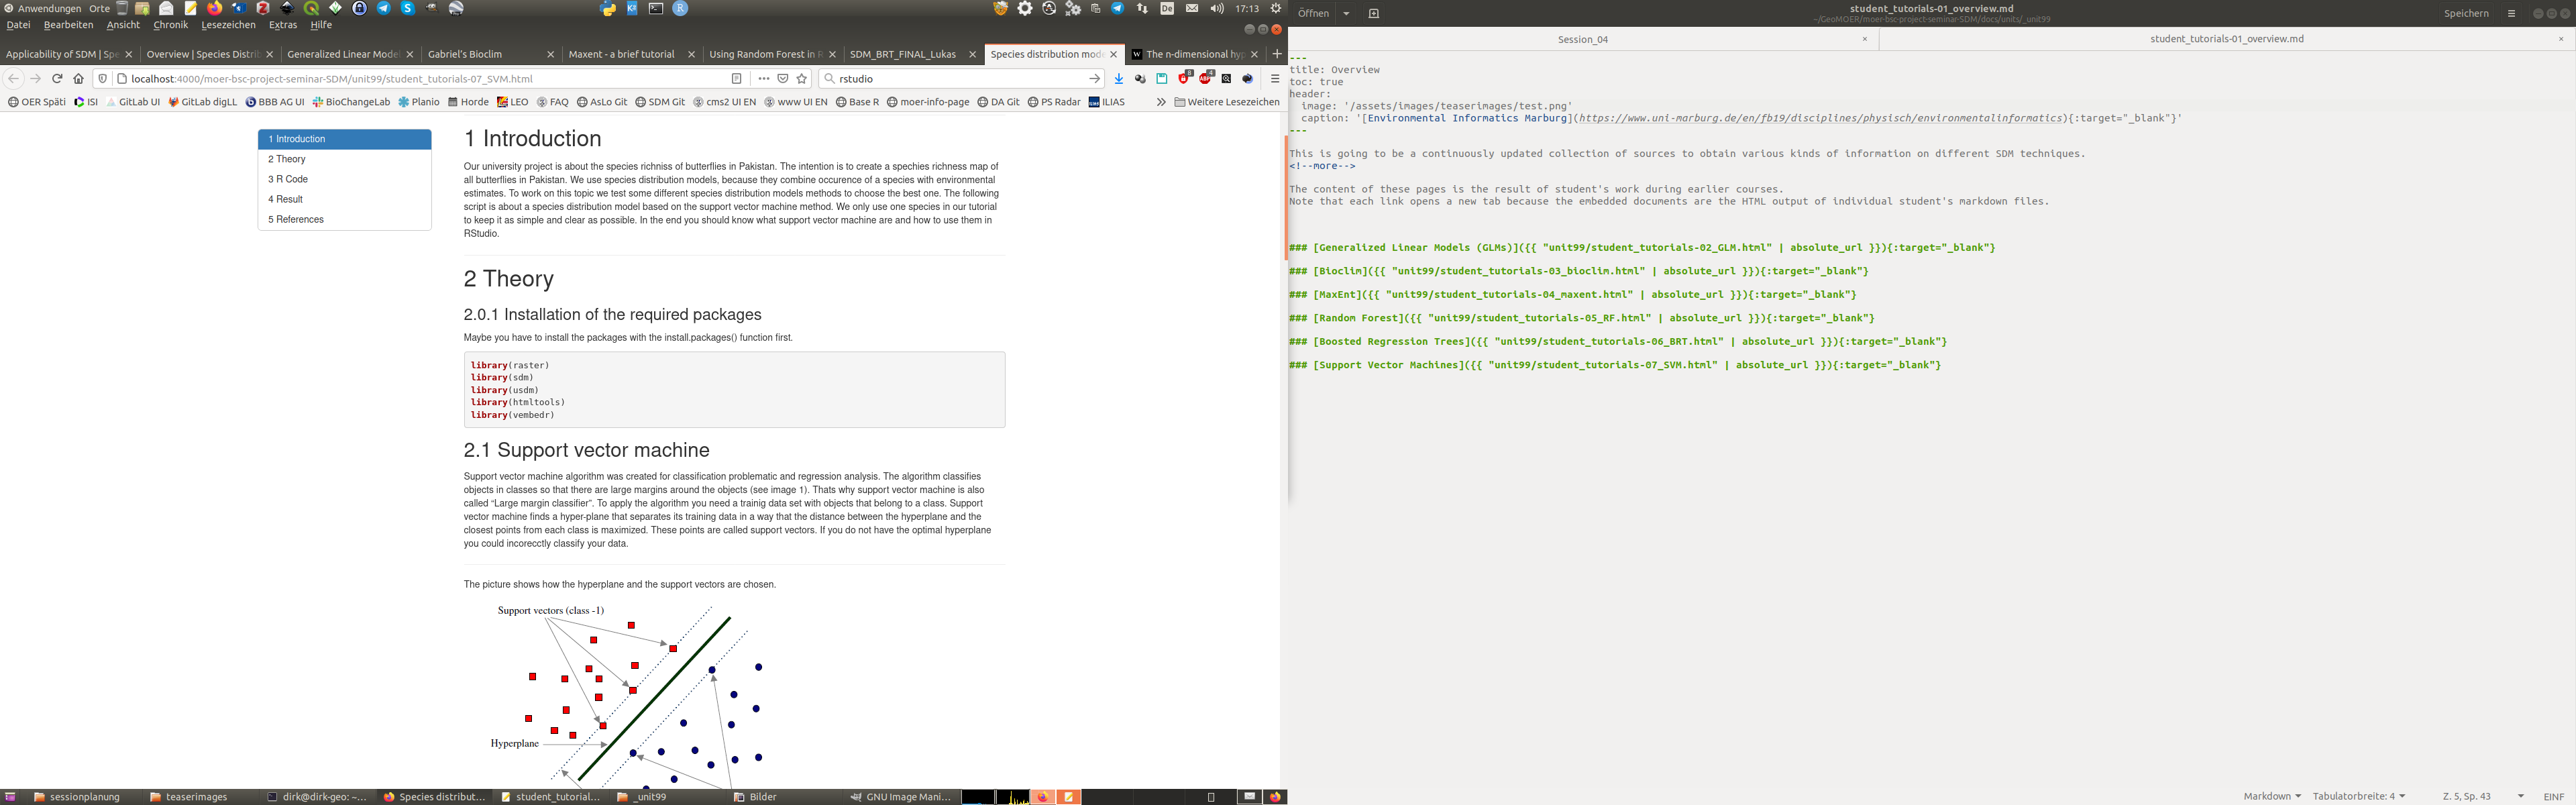 Anwendungen Orte
De 17:13
Datei Bearbeiten Ansicht Chronik Lesezeichen Extras Hilfe
Applicability of SDM | Spe
Overview | Species Distrib
Generalized Linear Model
Gabriel's Bioclim
Maxent - a brief tutorial
Using Random Forest in R
SDM_BRT_FINAL_Lukas
Species distribution mode
The n-dimensional hyp
localhost:4000/moer-bsc-project-seminar-SDM/unit99/student_tutorials-07_SVM.html
rstudio
OER Späti ISI GitLab UI GitLab digLL BBB AG UI BioChangeLab Planio Horde LEO FAQ AsLo Git SDM Git cms2 UI EN www UI EN Base R moer-info-page DA Git PS Radar ILIAS Weitere Lesezeichen
1 Introduction
2 Theory
3 R Code
4 Result
5 References
1 Introduction
Our university project is about the species richniss of butterflies in Pakistan. The intention is to create a spechies richness map of
all butterflies in Pakistan. We use species distribution models, because they combine occurence of a species with environmental
estimates. To work on this topic we test some different species distribution models methods to choose the best one. The following
script is about a species distribution model based on the support vector machine method. We only use one species in our tutorial
to keep it as simple and clear as possible. In the end you should know what support vector machine are and how to use them in
RStudio.
2 Theory
2.0.1 Installation of the required packages
Maybe you have to install the packages with the install.packages() function first.
library(raster)
library(sdm)
library(usdm)
library(htmltools)
library(vembedr)
2.1 Support vector machine
Support vector machine algorithm was created for classification problematic and regression analysis. The algorithm classifies
objects in classes so that there are large margins around the objects (see image 1). Thats why support vector machine is also
called “Large margin classifier”. To apply the algorithm you need a trainig data set with objects that belong to a class. Support
vector machine finds a hyper-plane that separates its training data in a way that the distance between the hyperplane and the
closest points from each class is maximized. These points are called support vectors. If you do not have the optimal hyperplane
you could incorecctly classify your data.
The picture shows how the hyperplane and the support vectors are chosen.
Support vectors (class -1)
Hyperplane
sessionplanung
teaserimages
dirk@dirk-geo: ~...
Species distribut...
student_tutorial...
_unit99
Bilder
GNU Image Mani...
Öffnen
student_tutorials-01_overview.md
~/GeoMOER/moer-bsc-project-seminar-SDM/docs/units/_unit99
Speichern
Session_04
student_tutorials-01_overview.md
---
title: Overview
toc: true
header:
image: '/assets/images/teaserimages/test.png'
caption: '[Environmental Informatics Marburg](https://www.uni-marburg.de/en/fb19/disciplines/physisch/environmentalinformatics){:target="_blank"}'
---
This is going to be a continuously updated collection of sources to obtain various kinds of information on different SDM techniques.
<!--more-->
The content of these pages is the result of student's work during earlier courses.
Note that each link opens a new tab because the embedded documents are the HTML output of individual student's markdown files.
### [Generalized Linear Models (GLMs)]({{ "unit99/student_tutorials-02_GLM.html" | absolute_url }}){:target="_blank"}
### [Bioclim]({{ "unit99/student_tutorials-03_bioclim.html" | absolute_url }}){:target="_blank"}
### [MaxEnt]({{ "unit99/student_tutorials-04_maxent.html" | absolute_url }}){:target="_blank"}
### [Random Forest]({{ "unit99/student_tutorials-05_RF.html" | absolute_url }}){:target="_blank"}
### [Boosted Regression Trees]({{ "unit99/student_tutorials-06_BRT.html" | absolute_url }}){:target="_blank"}
### [Support Vector Machines]({{ "unit99/student_tutorials-07_SVM.html" | absolute_url }}){:target="_blank"}
Markdown Tabulatorbreite: 4 Z. 5, Sp. 43 EINF